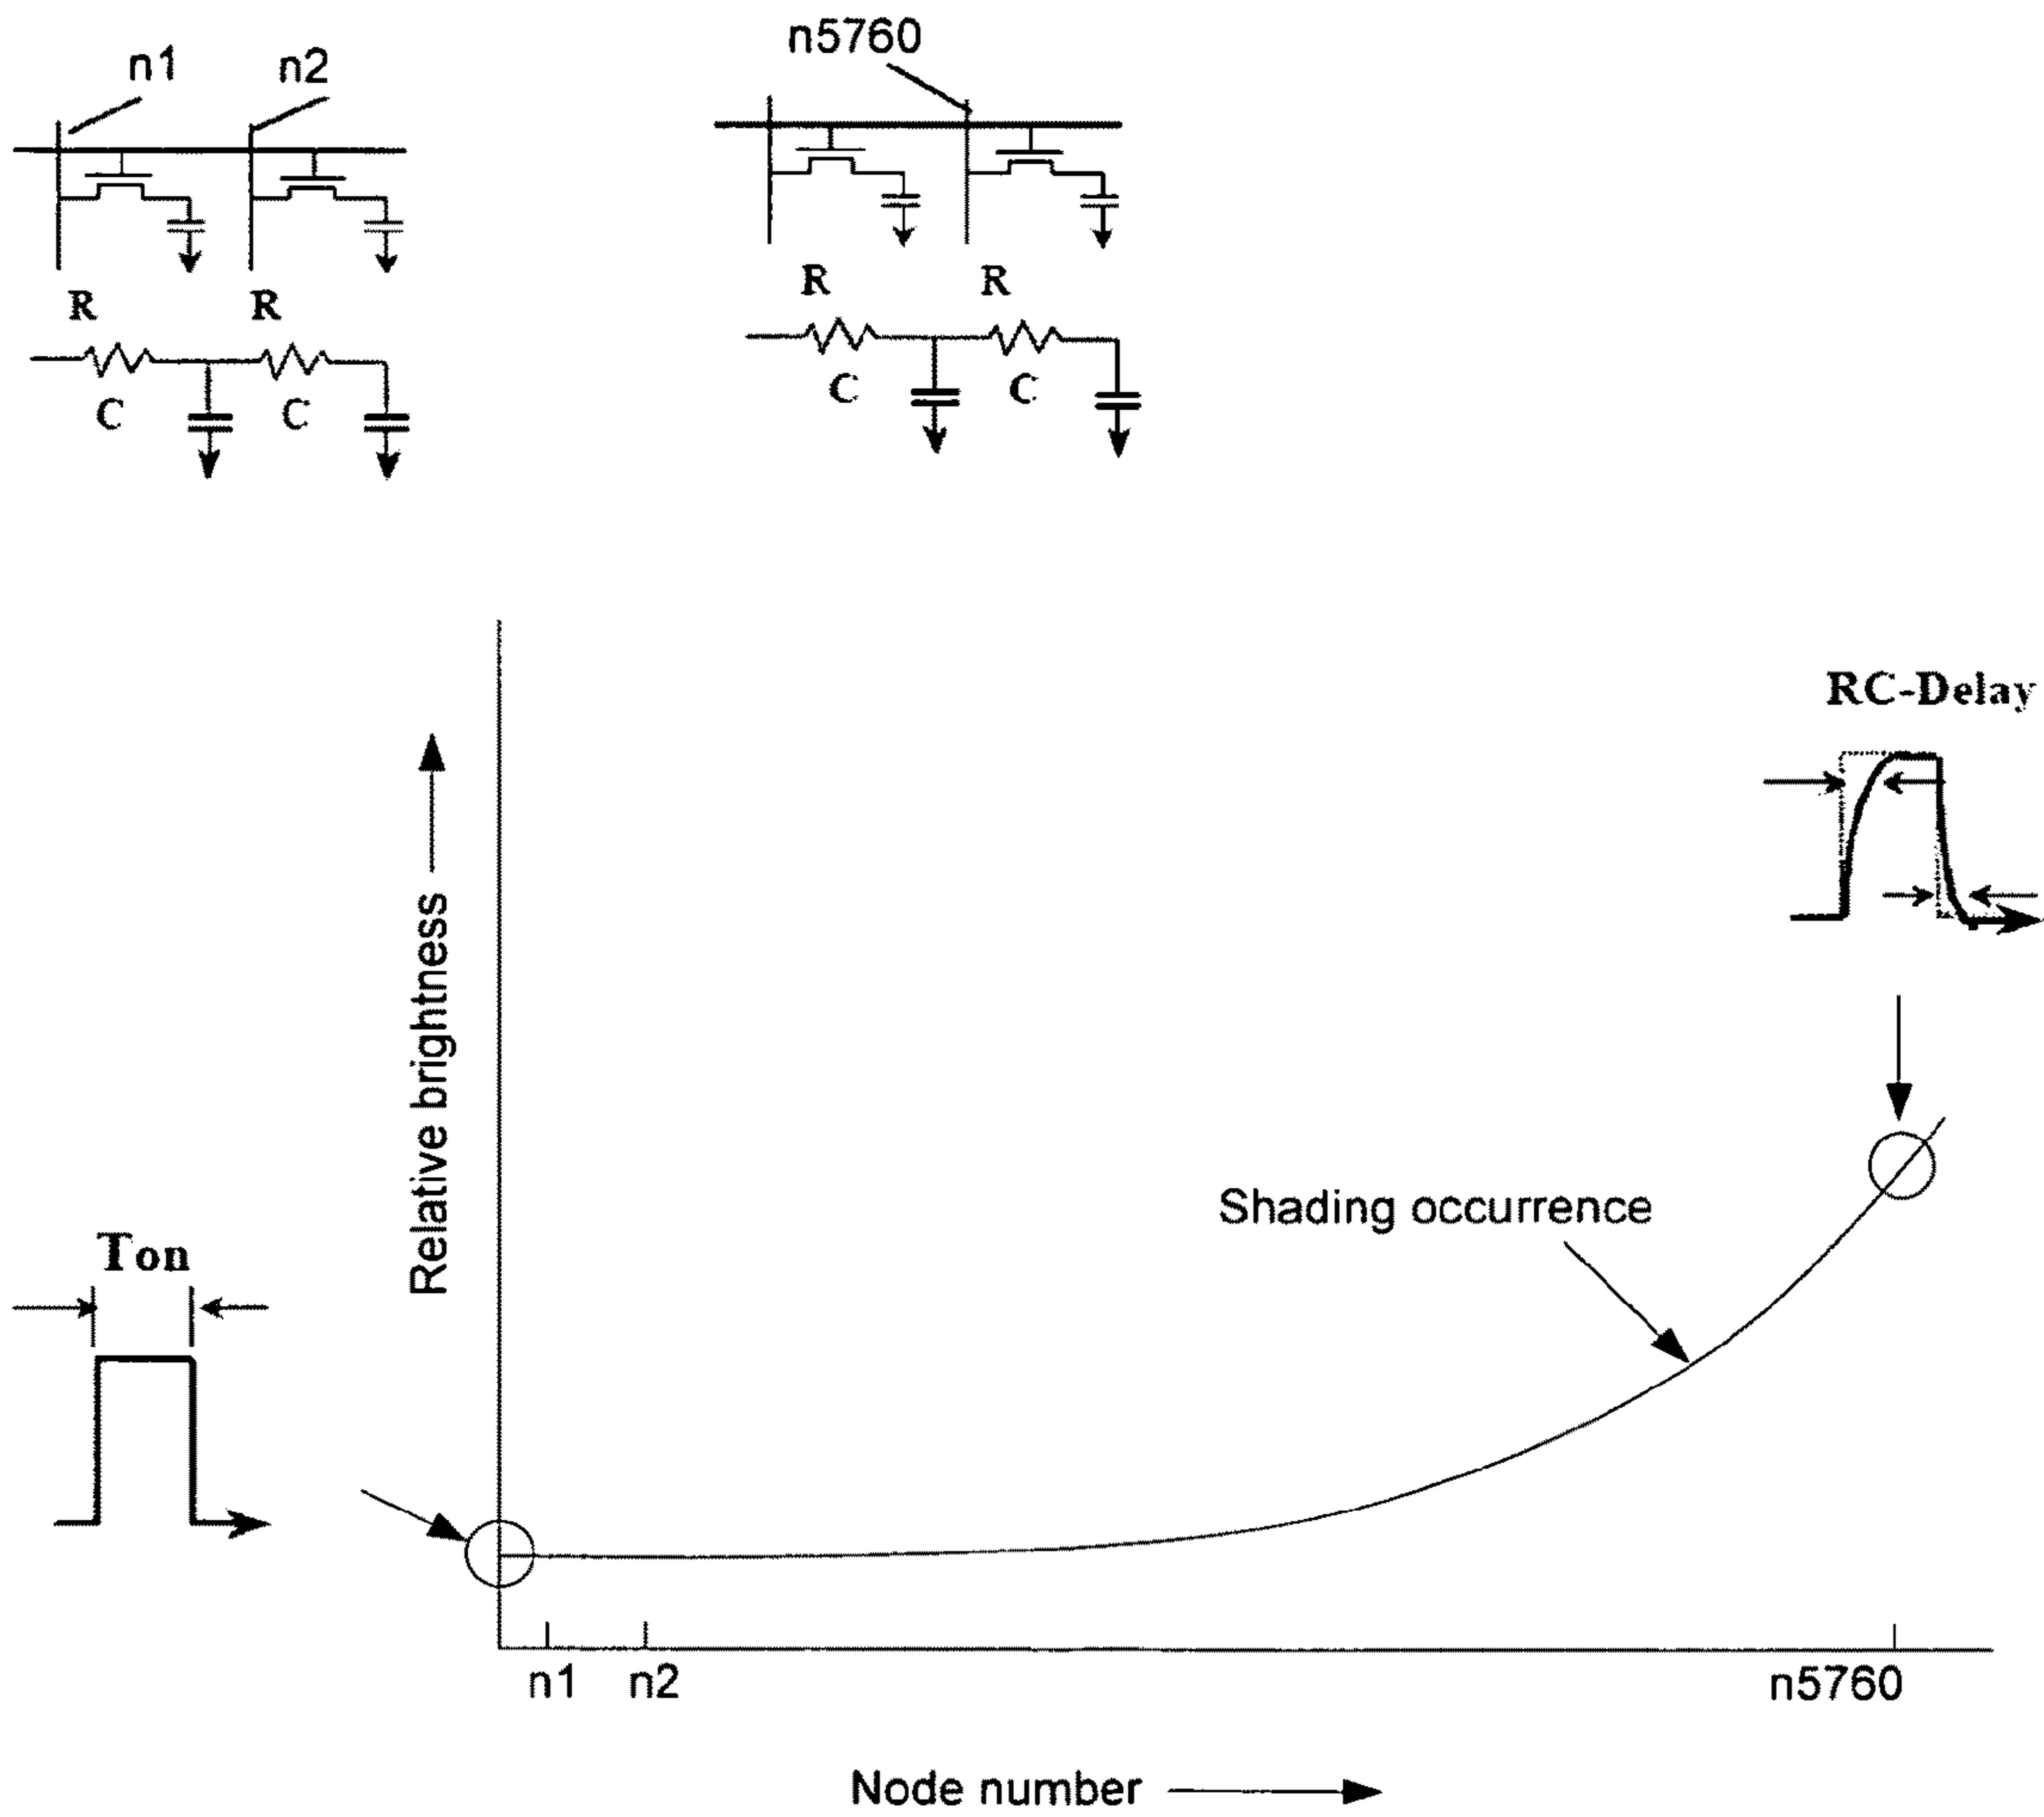 n1
n2
n5760
R
R
R
R
C
C
C
C
RC-Delay
Relative brightness
Shading occurrence
Ton
n1
n2
n5760
Node number